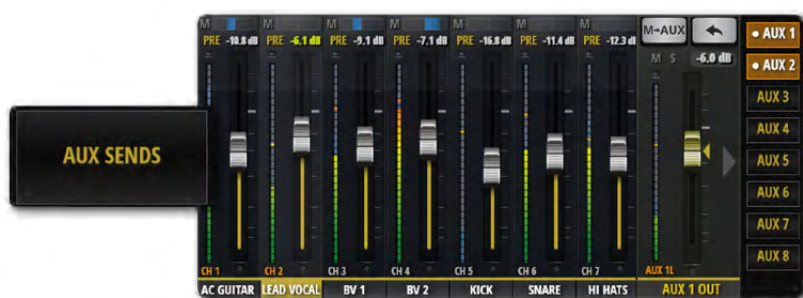 AUX SENDS
M M M M M M M
PRE -10.8 dB PRE -6.1 dB PRE -9.1 dB PRE -7.1 dB PRE -16.8 dB PRE -11.4 dB PRE -12.3 dB
CH 1 CH 2 CH 3 CH 4 CH 5 CH 6 CH 7
AC GUITAR LEAD VOCAL BV 1 BV 2 KICK SNARE HI HATS
M→AUX
M S -6.0 dB
AUX 1L
AUX 1 OUT
AUX 1
AUX 2
AUX 3
AUX 4
AUX 5
AUX 6
AUX 7
AUX 8